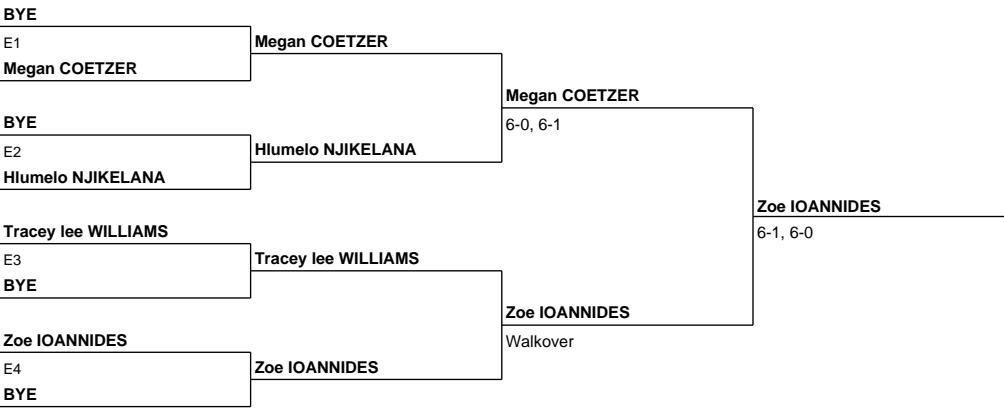 BYE
E1
Megan COETZER
Megan COETZER
Megan COETZER
6-0, 6-1
BYE
E2
Hlumelo NJIKELANA
Hlumelo NJIKELANA
Zoe IOANNIDES
6-1, 6-0
Tracey lee WILLIAMS
E3
Tracey lee WILLIAMS
BYE
Zoe IOANNIDES
Walkover
Zoe IOANNIDES
E4
Zoe IOANNIDES
BYE